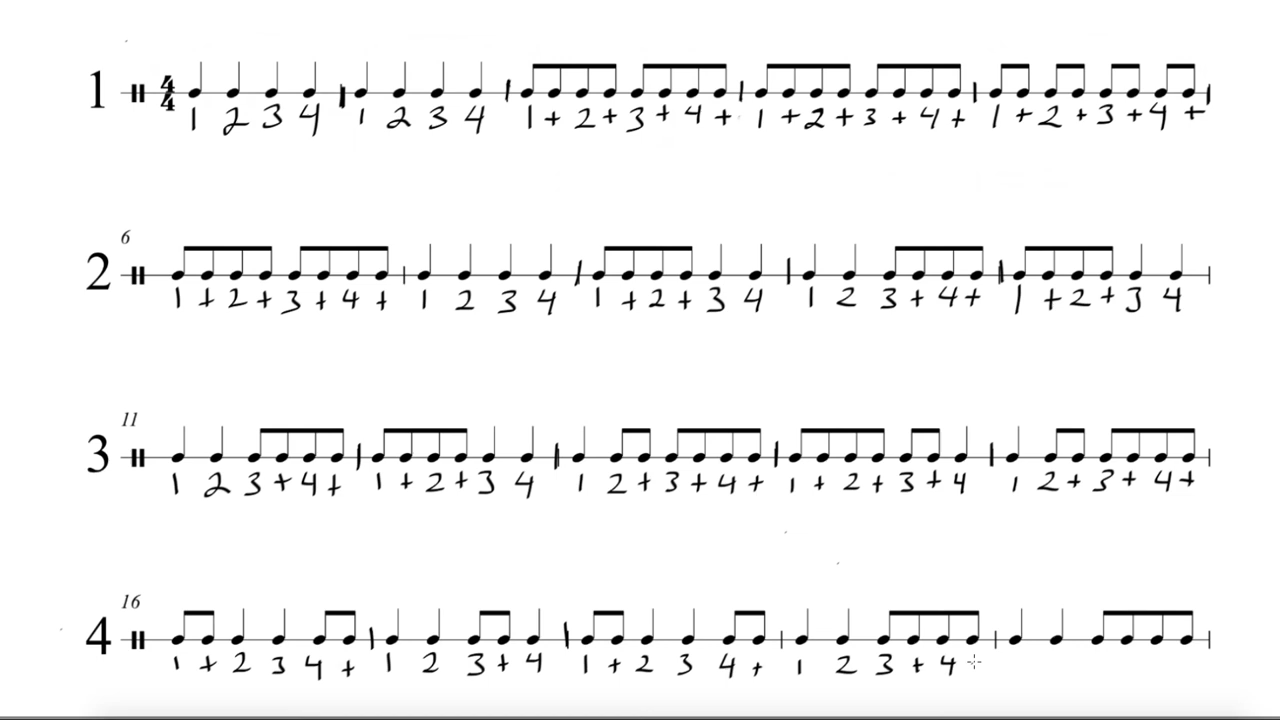 1 4 4
1 2 3 4 1 2 3 4 1 + 2 + 3 + 4 + 1 + 2 + 3 + 4 + 1 + 2 + 3 + 4 +
6
2
1 + 2 + 3 + 4 + 1 2 3 4 1 + 2 + 3 4 1 2 3 + 4 + 1 + 2 + 3 4
11
3
1 2 3 + 4 + 1 + 2 + 3 4 1 2 + 3 + 4 + 1 + 2 + 3 + 4 1 2 + 3 + 4 +
16
4
1 + 2 3 4 + 1 2 3 + 4 1 + 2 3 4 + 1 2 3 + 4